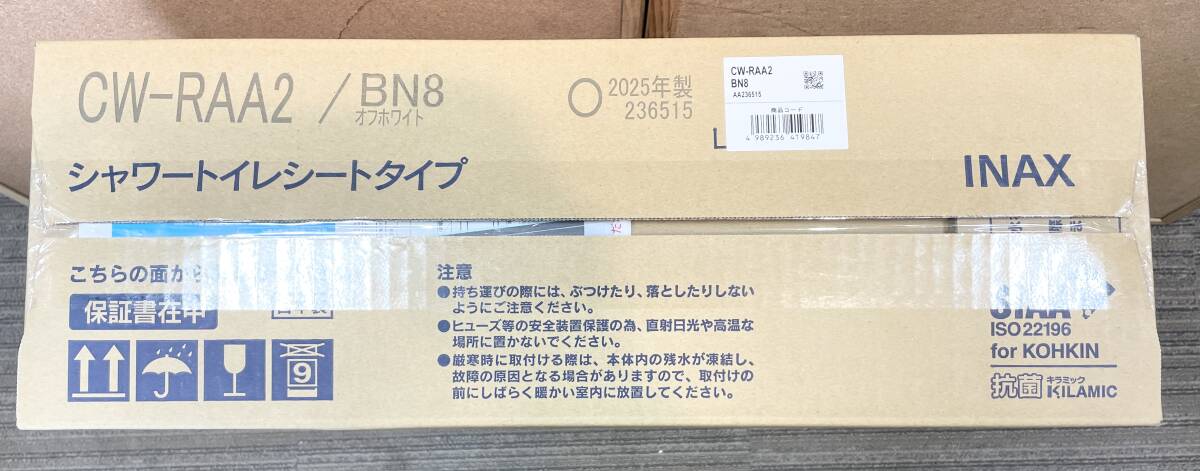 CW-RAA2 / BN8
オフホワイト
2025年製
236515
CW-RAA2
BN8
AA236515
商品コード
4 989236 419847
シャワートイレシートタイプ
INAX
こちらの面から
保証書在中
9
注意
●持ち運びの際には、ぶつけたり、落としたりしない
ようにご注意ください。
●ヒューズ等の安全装置保護の為、直射日光や高温な
場所に置かないでください。
●厳寒時に取付ける際は、本体内の残水が凍結し、
故障の原因となる場合がありますので、取付けの
前にしばらく暖かい室内に放置してください。
SIAA
ISO 22196
for KOHKIN
抗菌 キラミック
KILAMIC